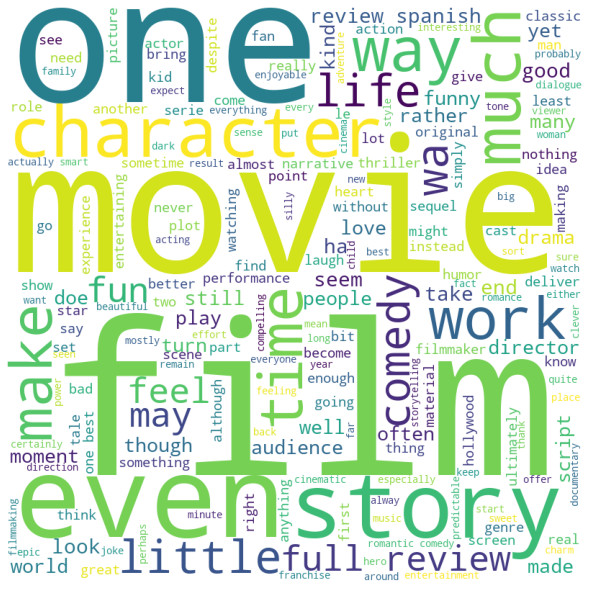 one
movie
film
character
story
even
work
make
little
time
way
much
life
comedy
full review
review spanish
wa
fun
feel
may
end
good
yet
kind
funny
rather
many
drama
take
director
script
made
often
well
audience
people
seem
still
turn
play
though
moment
look
world
doe
love
ha
picture
actor
bring
despite
fan
action
interesting
classic
man
probably
dialogue
adventure
see
need
family
expect
enjoyable
kid
really
role
another
come
everything
every
serie
le
lot
give
original
least
viewer
woman
tone
style
cinema
put
sense
dark
result
smart
actually
sometime
almost
narrative
thriller
point
simply
nothing
idea
making
new
big
sort
sure
watch
fact
either
romance
clever
go
experience
entertaining
never
plot
watching
heart
silly
acting
child
without
might
instead
sequel
cast
best
humor
deliver
laugh
find
better
performance
show
want
beautiful
two
star
say
set
scene
part
effort
mostly
remain
compelling
mean
long
year
become
bit
everyone
storytelling
filmmaker
know
quite
place
thank
hollywood
material
ultimately
bad
power
seen
tale
one best
something
although
feeling
back
enough
going
far
thing
certainly
direction
minute
think
great
epic
joke
perhaps
filmmaking
right
anything
first
cinematic
especially
keep
offer
alway
music
predictable
genre
screen
start
sweet
real
charm
documentary
romantic comedy
hero
franchise
around
entertainment